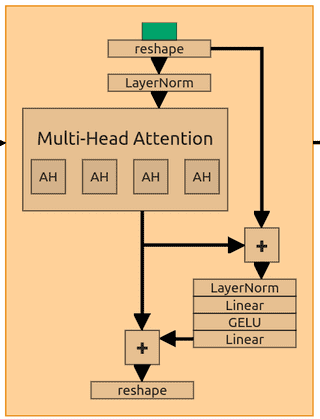 reshape
LayerNorm
Multi-Head Attention
AH AH AH AH
+
LayerNorm
Linear
GELU
Linear
+
reshape